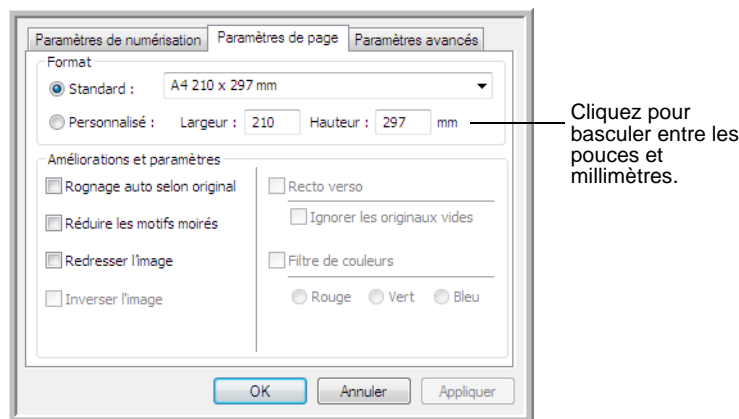 Paramètres de numérisation Paramètres de page Paramètres avancés
Format
Standard : A4 210 x 297 mm
Personnalisé : Largeur : 210 Hauteur : 297 mm
Cliquez pour
basculer entre les
pouces et
millimètres.
Améliorations et paramètres
Rognage auto selon original
Réduire les motifs moirés
Redresser l'image
Inverser l'image
Recto verso
Ignorer les originaux vides
Filtre de couleurs
Rouge Vert Bleu
OK Annuler Appliquer